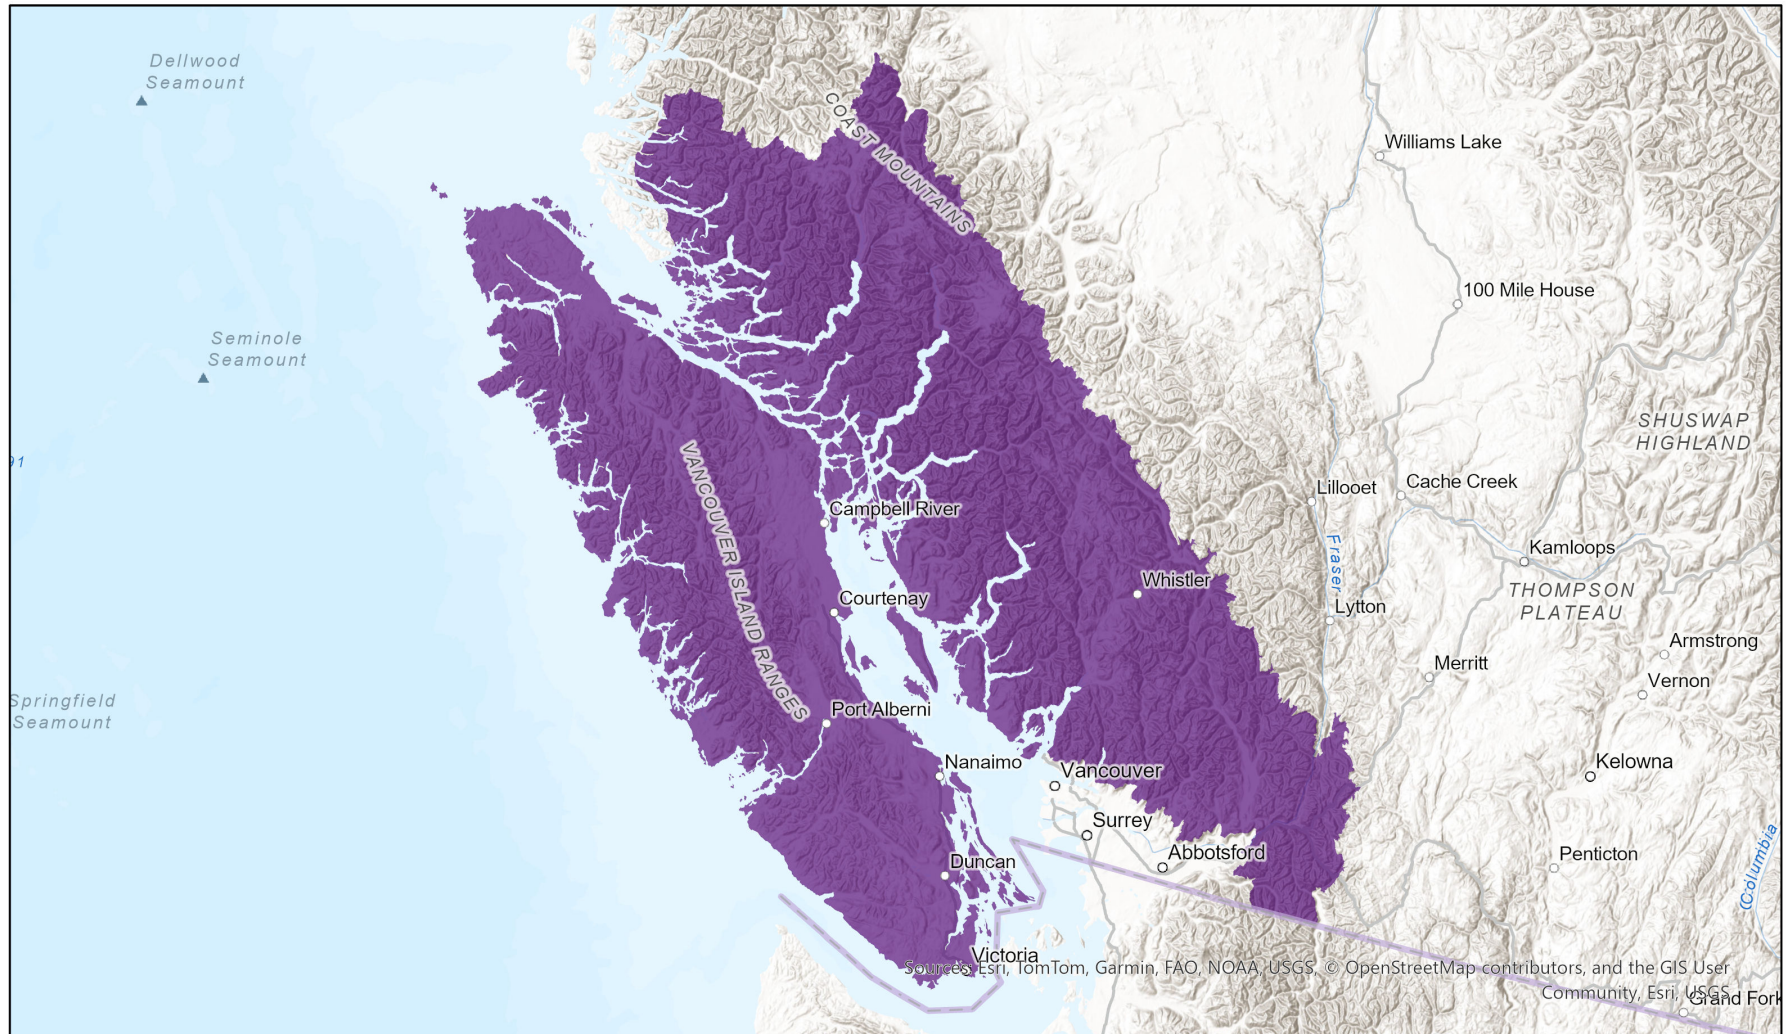 Dellwood
Seamount
COAST MOUNTAINS
Williams Lake
100 Mile House
Seminole
Seamount
SHUSWAP
HIGHLAND
91
Lillooet
Cache Creek
Campbell River
VANCOUVER ISLAND RANGES
Fraser
Kamloops
Whistler
THOMPSON
PLATEAU
Courtenay
Lytton
Armstrong
Merritt
Vernon
Springfield
Seamount
Port Alberni
Nanaimo
Vancouver
Kelowna
Surrey
Abbotsford
Penticton
Duncan
(Columbia
Victoria
Sources: Esri, TomTom, Garmin, FAO, NOAA, USGS, © OpenStreetMap contributors, and the GIS User
Community, Esri, USGS
Grand Fork